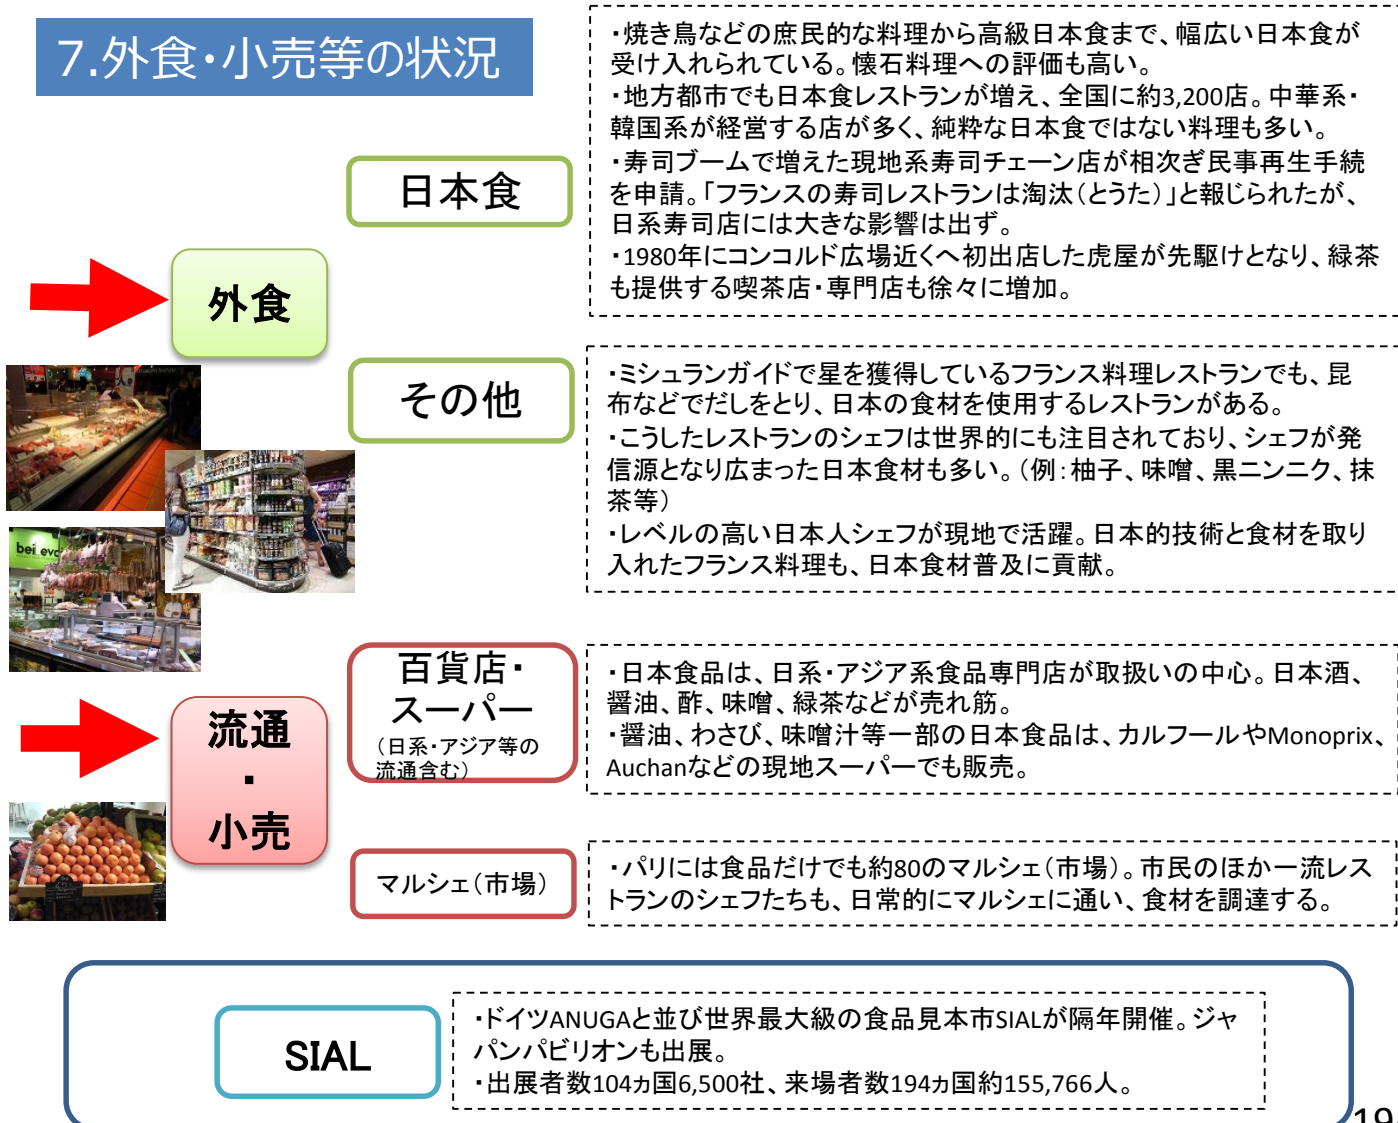 7.外食・小売等の状況
・焼き鳥などの庶民的な料理から高級日本食まで、幅広い日本食が
受け入れられている。懐石料理への評価も高い。
・地方都市でも日本食レストランが増え、全国に約3,200店。中華系・
韓国系が経営する店が多く、純粋な日本食ではない料理も多い。
・寿司ブームで増えた現地系寿司チェーン店が相次ぎ民事再生手続
を申請。「フランスの寿司レストランは淘汰(とうた)」と報じられたが、
日系寿司店には大きな影響は出ず。
・1980年にコンコルド広場近くへ初出店した虎屋が先駆けとなり、緑茶
も提供する喫茶店・専門店も徐々に増加。
日本食
外食
その他
・ミシュランガイドで星を獲得しているフランス料理レストランでも、昆
布などでだしをとり、日本の食材を使用するレストランがある。
・こうしたレストランのシェフは世界的にも注目されており、シェフが発
信源となり広まった日本食材も多い。(例:柚子、味噌、黒ニンニク、抹
茶等)
・レベルの高い日本人シェフが現地で活躍。日本的技術と食材を取り
入れたフランス料理も、日本食材普及に貢献。
流通
・
小売
百貨店・
スーパー
(日系・アジア等の
流通含む)
・日本食品は、日系・アジア系食品専門店が取扱いの中心。日本酒、
醤油、酢、味噌、緑茶などが売れ筋。
・醤油、わさび、味噌汁等一部の日本食品は、カルフールやMonoprix、
Auchanなどの現地スーパーでも販売。
マルシェ(市場)
・パリには食品だけでも約80のマルシェ(市場)。市民のほか一流レス
トランのシェフたちも、日常的にマルシェに通い、食材を調達する。
SIAL
・ドイツANUGAと並び世界最大級の食品見本市SIALが隔年開催。ジャ
パンパビリオンも出展。
・出展者数104ヵ国6,500社、来場者数194ヵ国約155,766人。
19